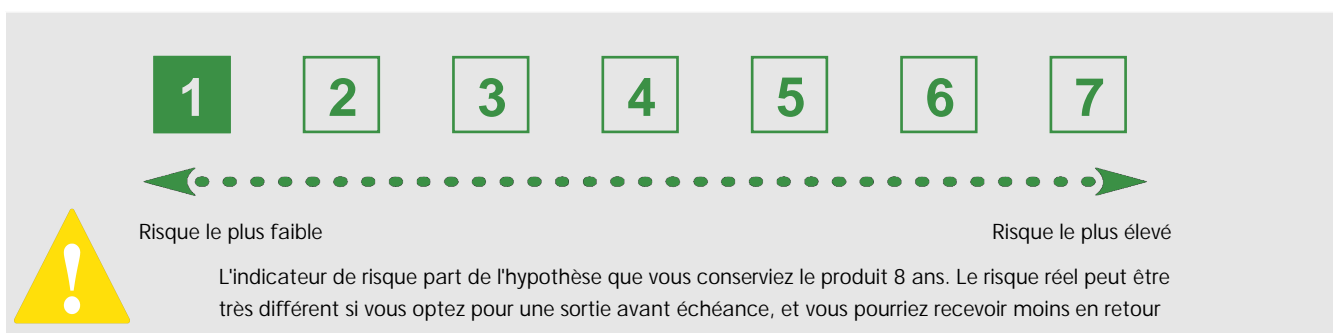 1 2 3 4 5 6 7
Risque le plus faible Risque le plus élevé
L'indicateur de risque part de l'hypothèse que vous conserviez le produit 8 ans. Le risque réel peut être
très différent si vous optez pour une sortie avant échéance, et vous pourriez recevoir moins en retour